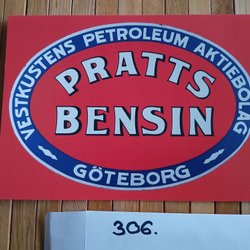 VESTKUSTENS PETROLEUM AKTIEBOLAG
PRATTS
BENSIN
GÖTEBORG
306.